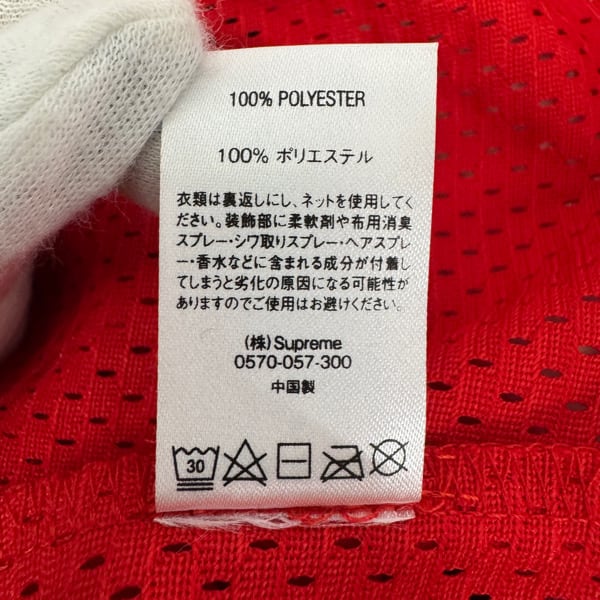 100% POLYESTER
100% ポリエステル
衣類は裏返しにし、ネットを使用してく
ださい。装飾部に柔軟剤や布用消臭
スプレー・シワ取りスプレー・ヘアスプレ
ー・香水などに含まれる成分が付着し
てしまうと劣化の原因になる可能性が
ありますのでご使用はお避けください。
(株)Supreme
0570-057-300
中国製
30